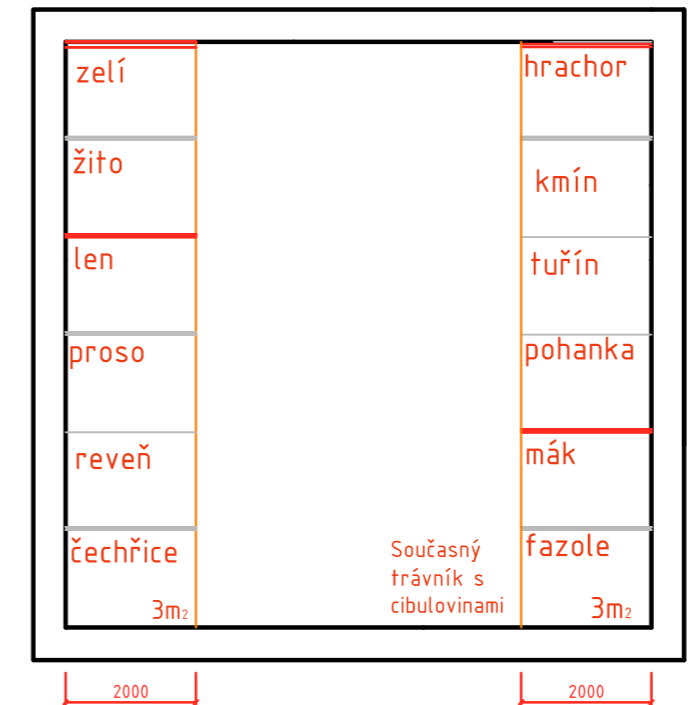 zelí
žito
len
proso
reveň
čechřice
3m2
Současný
trávník s
cibulovinami
hrachor
kmín
tuřín
pohanka
mák
fazole
3m2
2000
2000